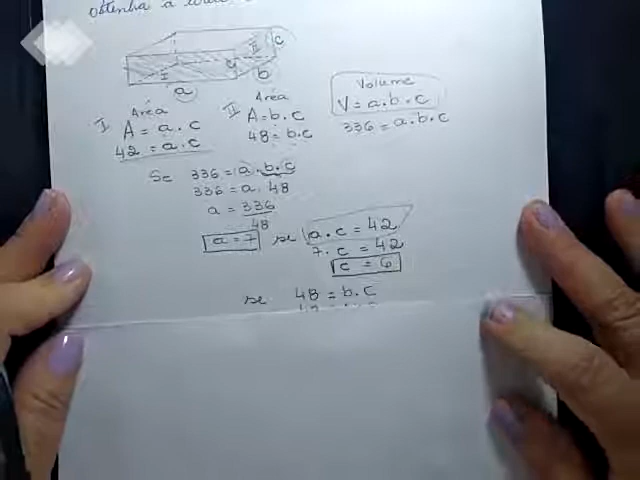 obtenha a
I
II
c
c
a
b
I Área
A = a.c
42 = a.c
II Área
A = b.c
48 = b.c
Volume
V = a.b.c
336 = a.b.c
Se 336 = a.b.c
336 = a.48
a = 336
48
a = 7
se a.c = 42
7.c = 42
c = 6
se 48 = b.c